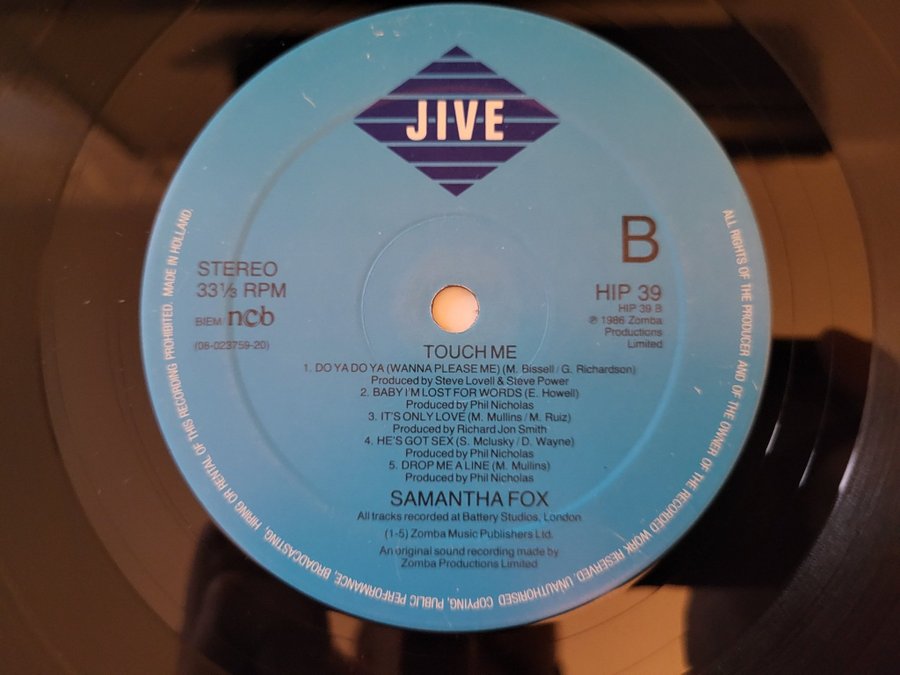 JIVE
B
STEREO
33⅓ RPM
BIEM/ncb
(08-023759-20)
HIP 39
HIP 39 B
℗ 1986 Zomba
Productions
Limited
TOUCH ME
1. DO YA DO YA (WANNA PLEASE ME) (M. Bissell/G. Richardson)
Produced by Steve Lovell & Steve Power
2. BABY I'M LOST FOR WORDS (E. Howell)
Produced by Phil Nicholas
3. IT'S ONLY LOVE (M. Mullins/M. Ruiz)
Produced by Richard Jon Smith
4. HE'S GOT SEX (S. Mclusky/D. Wayne)
Produced by Phil Nicholas
5. DROP ME A LINE (M. Mullins)
Produced by Phil Nicholas
SAMANTHA FOX
All tracks recorded at Battery Studios, London
(1-5) Zomba Music Publishers Ltd.
An original sound recording made by
Zomba Productions Limited
ALL RIGHTS OF THE PRODUCER AND OF THE OWNER OF THE RECORDED WORK RESERVED. UNAUTHORISED COPYING, PUBLIC PERFORMANCE, BROADCASTING, HIRING OR RENTAL OF THIS RECORDING PROHIBITED. MADE IN HOLLAND.